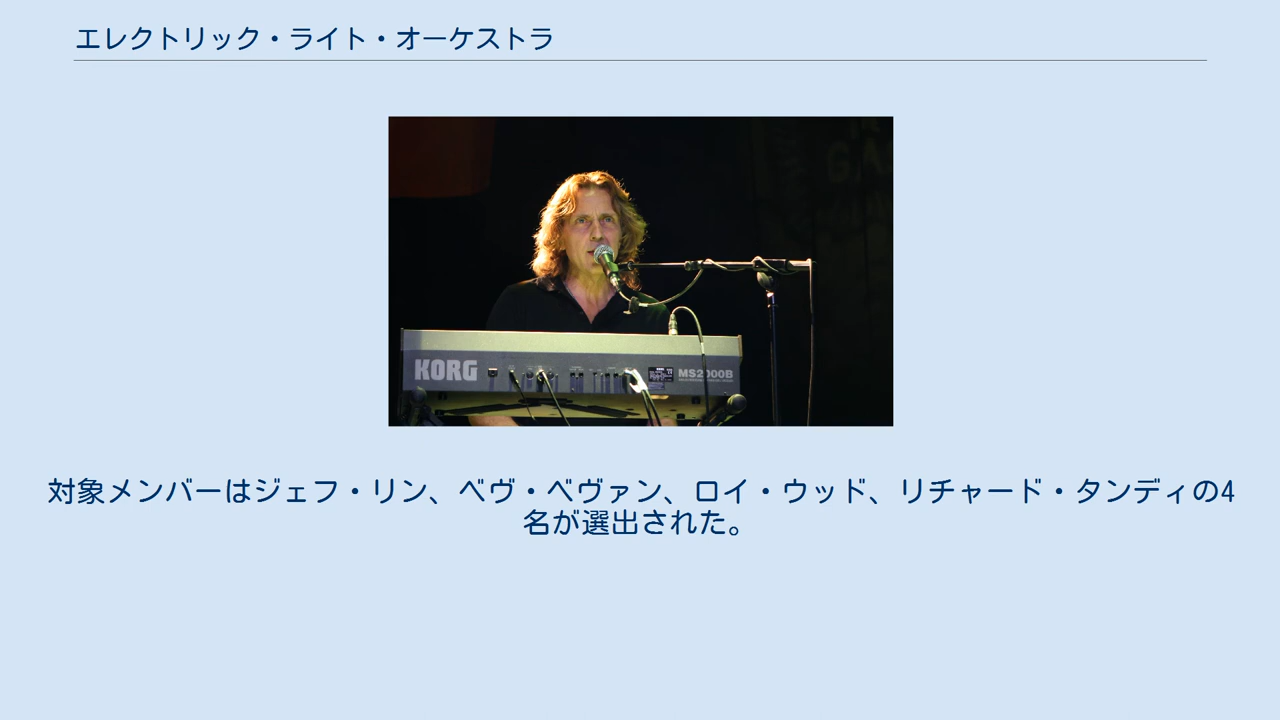 エレクトリック・ライト・オーケストラ
KORG
MS2000B
対象メンバーはジェフ・リン、ベヴ・ベヴァン、ロイ・ウッド、リチャード・タンディの4
名が選出された。